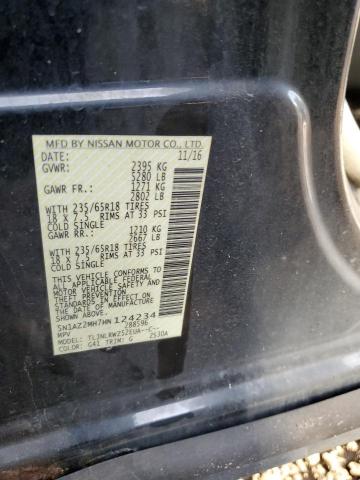 MFD BY NISSAN MOTOR CO., LTD.
DATE: 11/16
GVWR: 2395 KG
5280 LB
GAWR FR.: 1271 KG
2802 LB
WITH 235/65R18 TIRES
18 X 7.5 RIMS AT 33 PSI
COLD SINGLE
GAWR RR.: 1210 KG
2667 LB
WITH 235/65R18 TIRES
18 X 7.5 RIMS AT 33 PSI
COLD SINGLE
THIS VEHICLE CONFORMS TO
ALL APPLICABLE FEDERAL
MOTOR VEHICLE SAFETY
STANDARDS IN EFFECT ON
THE DATE OF MANUFACTURE
SHOWN ABOVE.
5N1AZ2MH7HN124234
MPV 288596
MODEL: TLJNLRWZ52EUA--C--
COLOR: G41 TRIM: G ZS30A